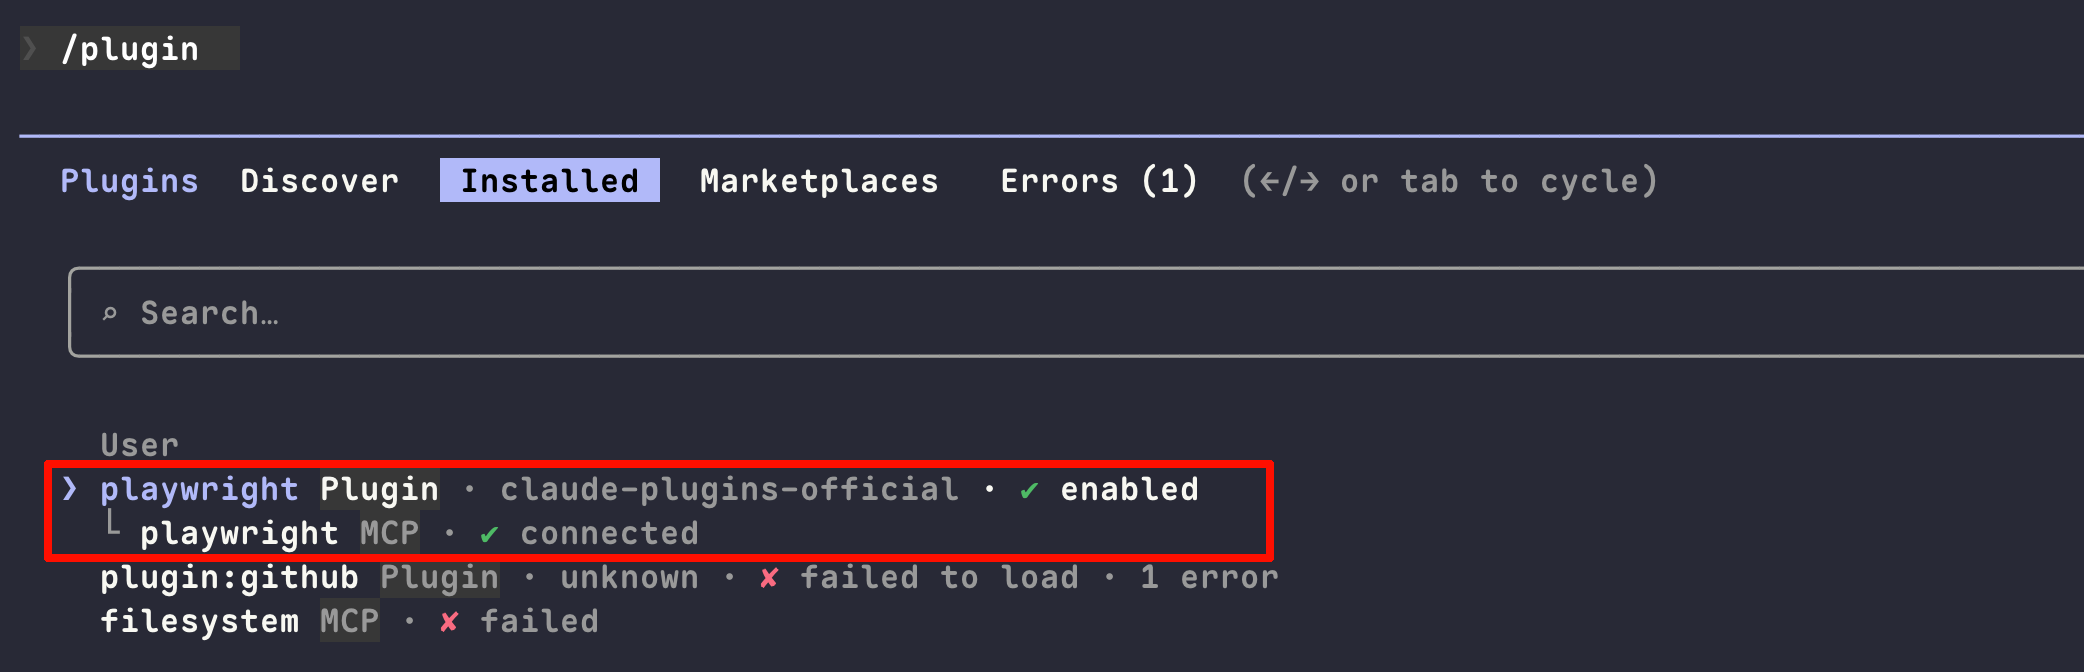 ❯ /plugin
Plugins Discover Installed Marketplaces Errors (1) (←/→ or tab to cycle)
⌕ Search…
User
❯ playwright Plugin · claude-plugins-official · ✔ enabled
└ playwright MCP · ✔ connected
plugin:github Plugin · unknown · ✘ failed to load · 1 error
filesystem MCP · ✘ failed